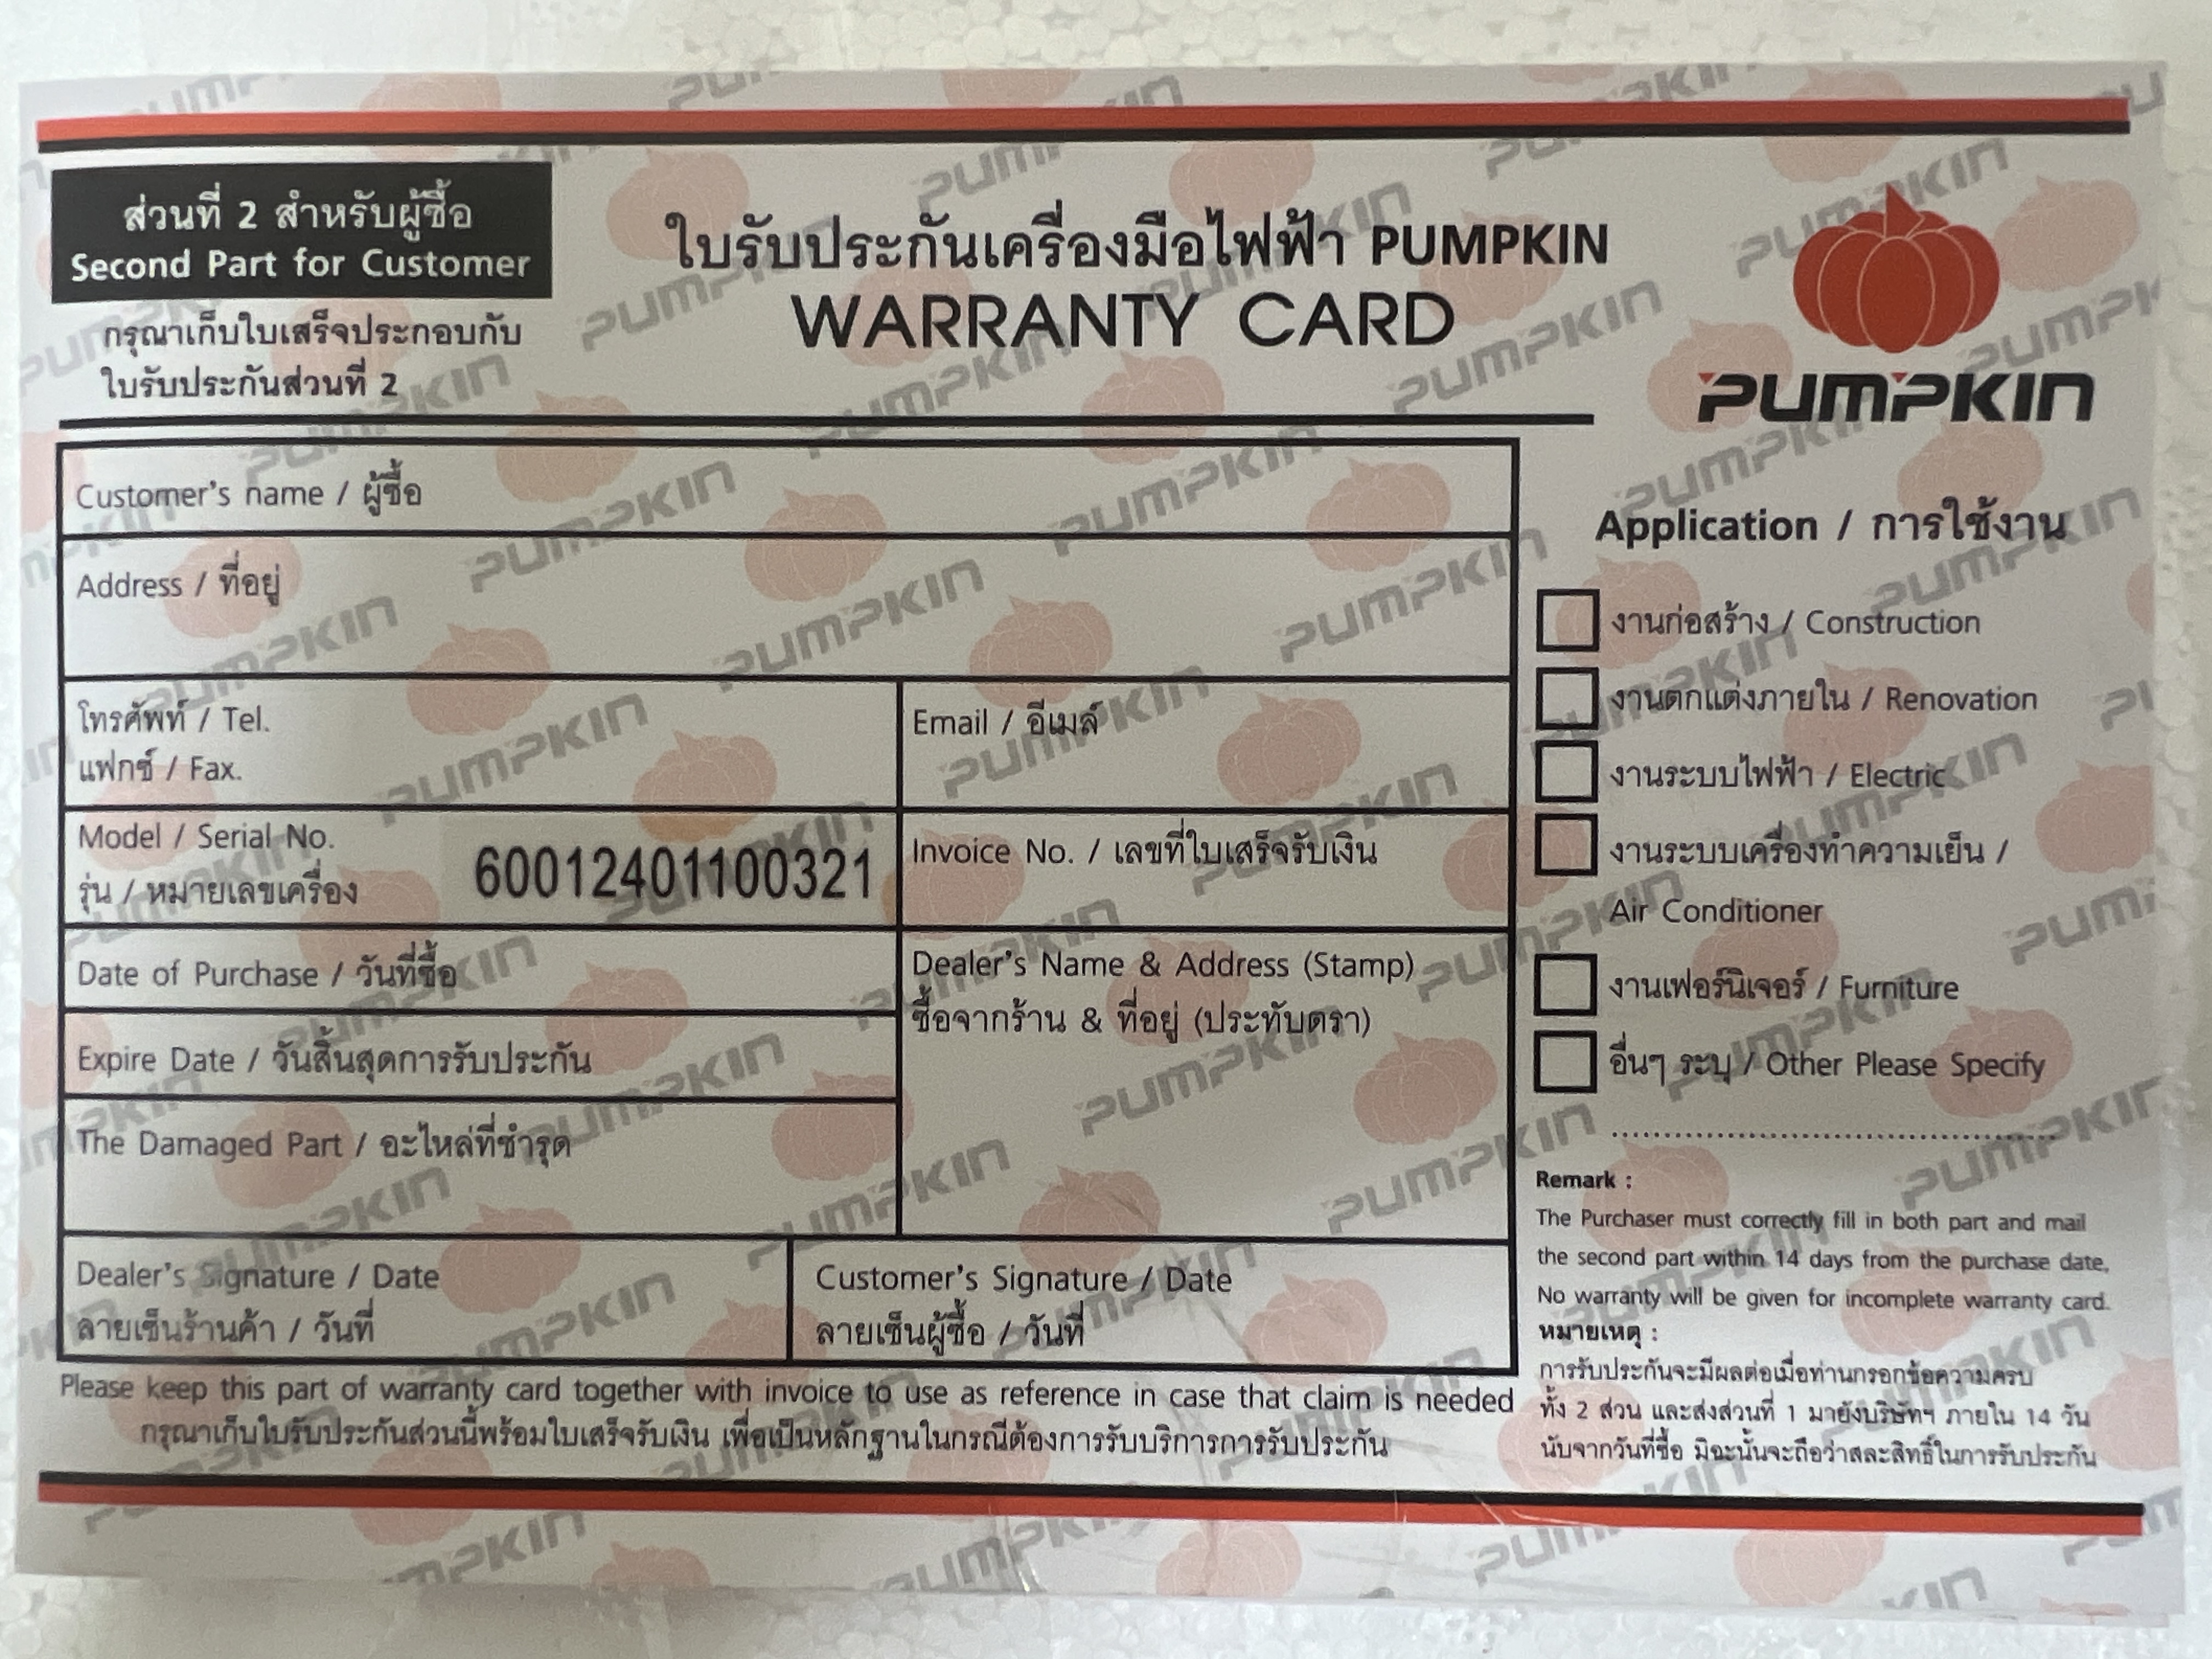 ส่วนที่ 2 สำหรับผู้ซื้อ
Second Part for Customer
กรุณาเก็บใบเสร็จประกอบกับ
ใบรับประกันส่วนที่ 2
ใบรับประกันเครื่องมือไฟฟ้า PUMPKIN
WARRANTY CARD
PUMPKIN
Customer's name / ผู้ซื้อ
Address / ที่อยู่
โทรศัพท์ / Tel.
แฟกซ์ / Fax.
Email / อีเมล์
Model / Serial No.
รุ่น / หมายเลขเครื่อง
60012401100321
Invoice No. / เลขที่ใบเสร็จรับเงิน
Date of Purchase / วันที่ซื้อ
Expire Date / วันสิ้นสุดการรับประกัน
The Damaged Part / อะไหล่ที่ชำรุด
Dealer's Name & Address (Stamp)
ซื้อจากร้าน & ที่อยู่ (ประทับตรา)
Dealer's Signature / Date
ลายเซ็นร้านค้า / วันที่
Customer's Signature / Date
ลายเซ็นผู้ซื้อ / วันที่
Please keep this part of warranty card together with invoice to use as reference in case that claim is needed
กรุณาเก็บใบรับประกันส่วนนี้พร้อมใบเสร็จรับเงิน เพื่อเป็นหลักฐานในกรณีต้องการรับบริการการรับประกัน
Application / การใช้งาน
งานก่อสร้าง / Construction
งานตกแต่งภายใน / Renovation
งานระบบไฟฟ้า / Electric
งานระบบเครื่องทำความเย็น /
Air Conditioner
งานเฟอร์นิเจอร์ / Furniture
อื่นๆ ระบุ / Other Please Specify
Remark :
The Purchaser must correctly fill in both part and mail
the second part within 14 days from the purchase date,
No warranty will be given for incomplete warranty card.
หมายเหตุ :
การรับประกันจะมีผลต่อเมื่อท่านกรอกข้อความครบ
ทั้ง 2 ส่วน และส่งส่วนที่ 1 มายังบริษัทฯ ภายใน 14 วัน
นับจากวันที่ซื้อ มิฉะนั้นจะถือว่าสละสิทธิ์ในการรับประกัน